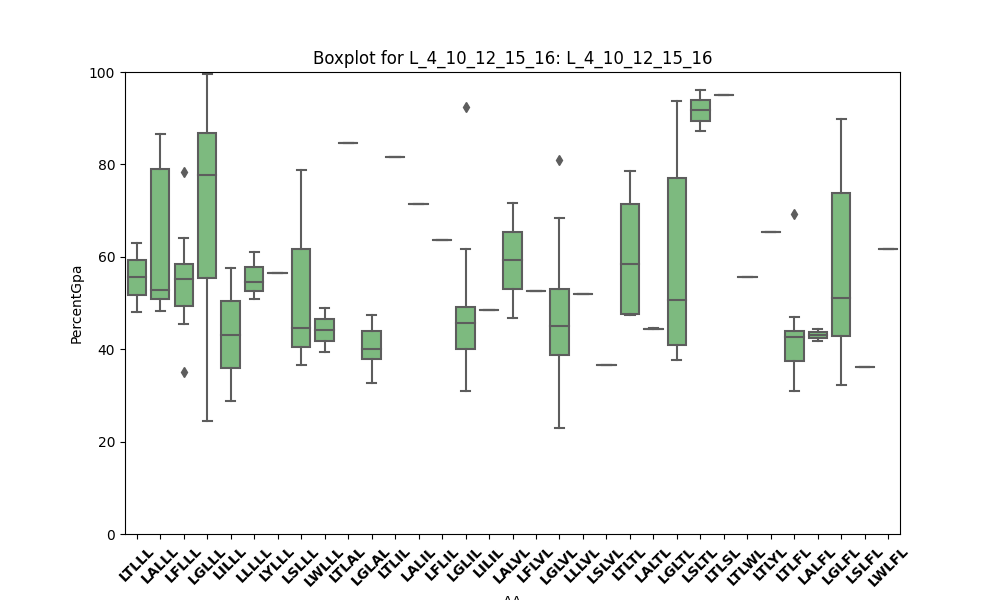 Boxplot for L_4_10_12_15_16: L_4_10_12_15_16
PercentGpa
100
80
60
40
20
0
LTLLL
LALLL
LFLLL
LGLLL
LILLL
LLLLL
LYLLL
LSLLL
LWLLL
LTLAL
LGLAL
LTLIL
LALIL
LFLIL
LGLIL
LILIL
LALVL
LFLVL
LGLVL
LLLVL
LSLVL
LTLTL
LALTL
LGLTL
LSLTL
LTLSL
LTLWL
LTLYL
LTLFL
LALFL
LGLFL
LSLFL
LWLFL